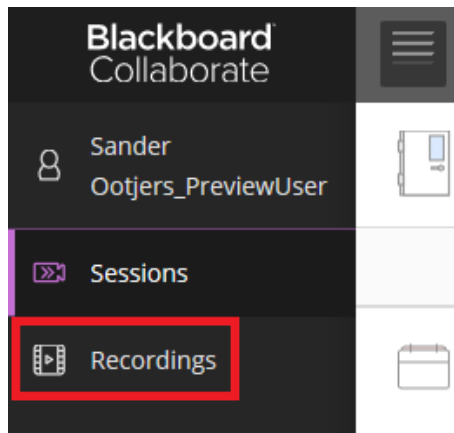 Blackboard
Collaborate
Sander
Ootjers_PreviewUser
Sessions
Recordings